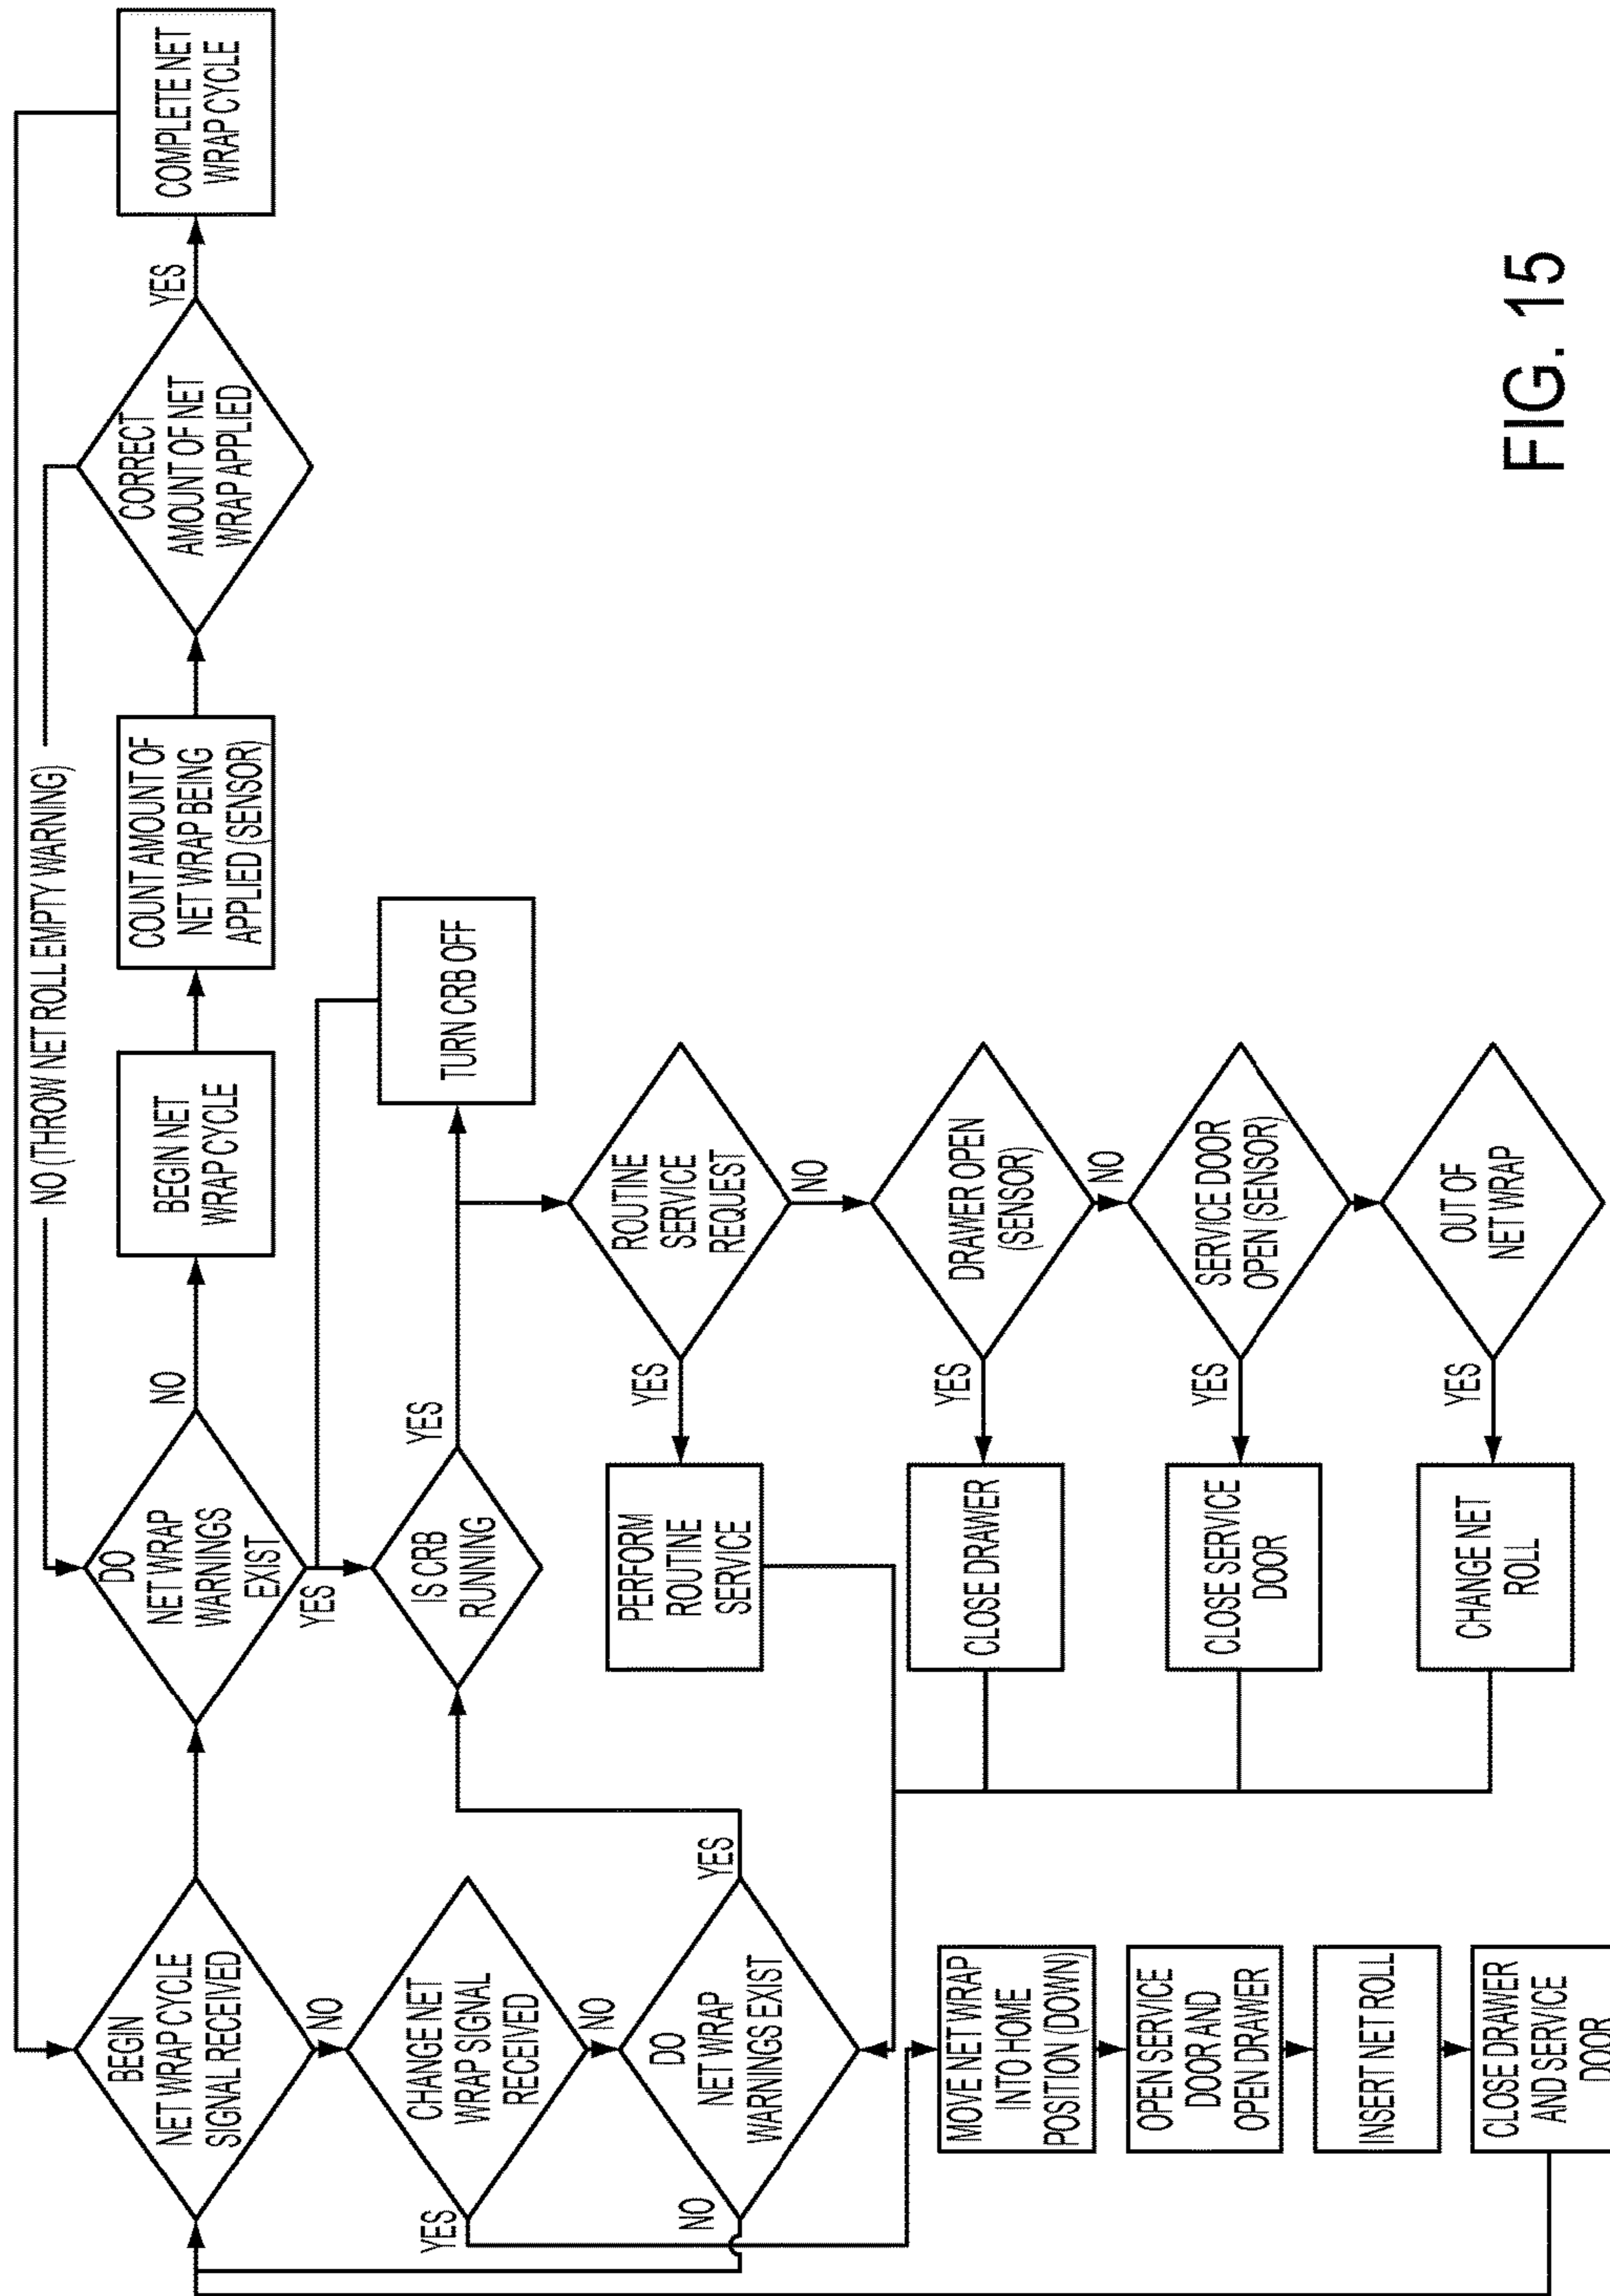 BEGIN
NET WRAP CYCLE
SIGNAL RECEIVED
NO
CHANGE NET
WRAP SIGNAL
RECEIVED
YES
NO
DO
NET WRAP
WARNINGS EXIST
NO
YES
MOVE NET WRAP
INTO HOME
POSITION (DOWN)
OPEN SERVICE
DOOR AND
OPEN DRAWER
INSERT NET ROLL
CLOSE DRAWER
AND SERVICE
DOOR
DO
NET WRAP
WARNINGS
EXIST
NO
YES
IS CRB
RUNNING
YES
TURN CRB OFF
BEGIN NET
WRAP CYCLE
COUNT AMOUNT OF
NET WRAP BEING
APPLIED (SENSOR)
CORRECT
AMOUNT OF NET
WRAP APPLIED
YES
NO (THROW NET ROLL EMPTY WARNING)
COMPLETE NET
WRAP CYCLE
ROUTINE
SERVICE
REQUEST
YES
NO
PERFORM
ROUTINE
SERVICE
DRAWER OPEN
(SENSOR)
YES
NO
CLOSE DRAWER
SERVICE DOOR
OPEN (SENSOR)
YES
CLOSE SERVICE
DOOR
OUT OF
NET WRAP
YES
CHANGE NET
ROLL
FIG. 15